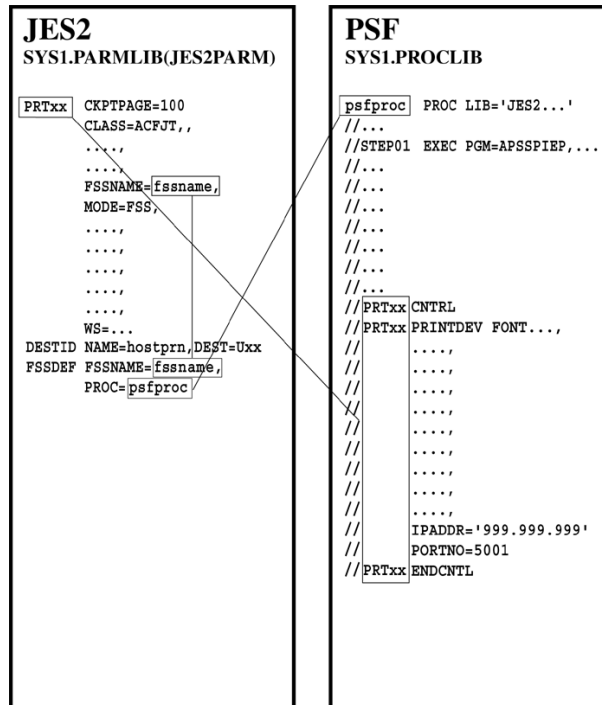 JES2
SYS1.PARMLIB(JES2PARM)
PRTxx CKPTPAGE=100
CLASS=ACFJT,,
....,
....,
FSSNAME=fssname,
MODE=FSS,
....,
....,
....,
....,
....,
WS=...
DESTID NAME=hostprn,DEST=Uxx
FSSDEF FSSNAME=fssname,
PROC=psfproc
PSF
SYS1.PROCLIB
psfproc PROC LIB='JES2...'
//...
//STEP01 EXEC PGM=APSSPIEP,...
//...
//...
//...
//...
//...
//...
//...
// PRTxx CNTRL
// PRTxx PRINTDEV FONT...,
// ....,
// ....,
// ....,
// ....,
// ....,
// ....,
// ....,
// ....,
// ....,
// IPADDR='999.999.999'
// PORTNO=5001
// PRTxx ENDCNTL